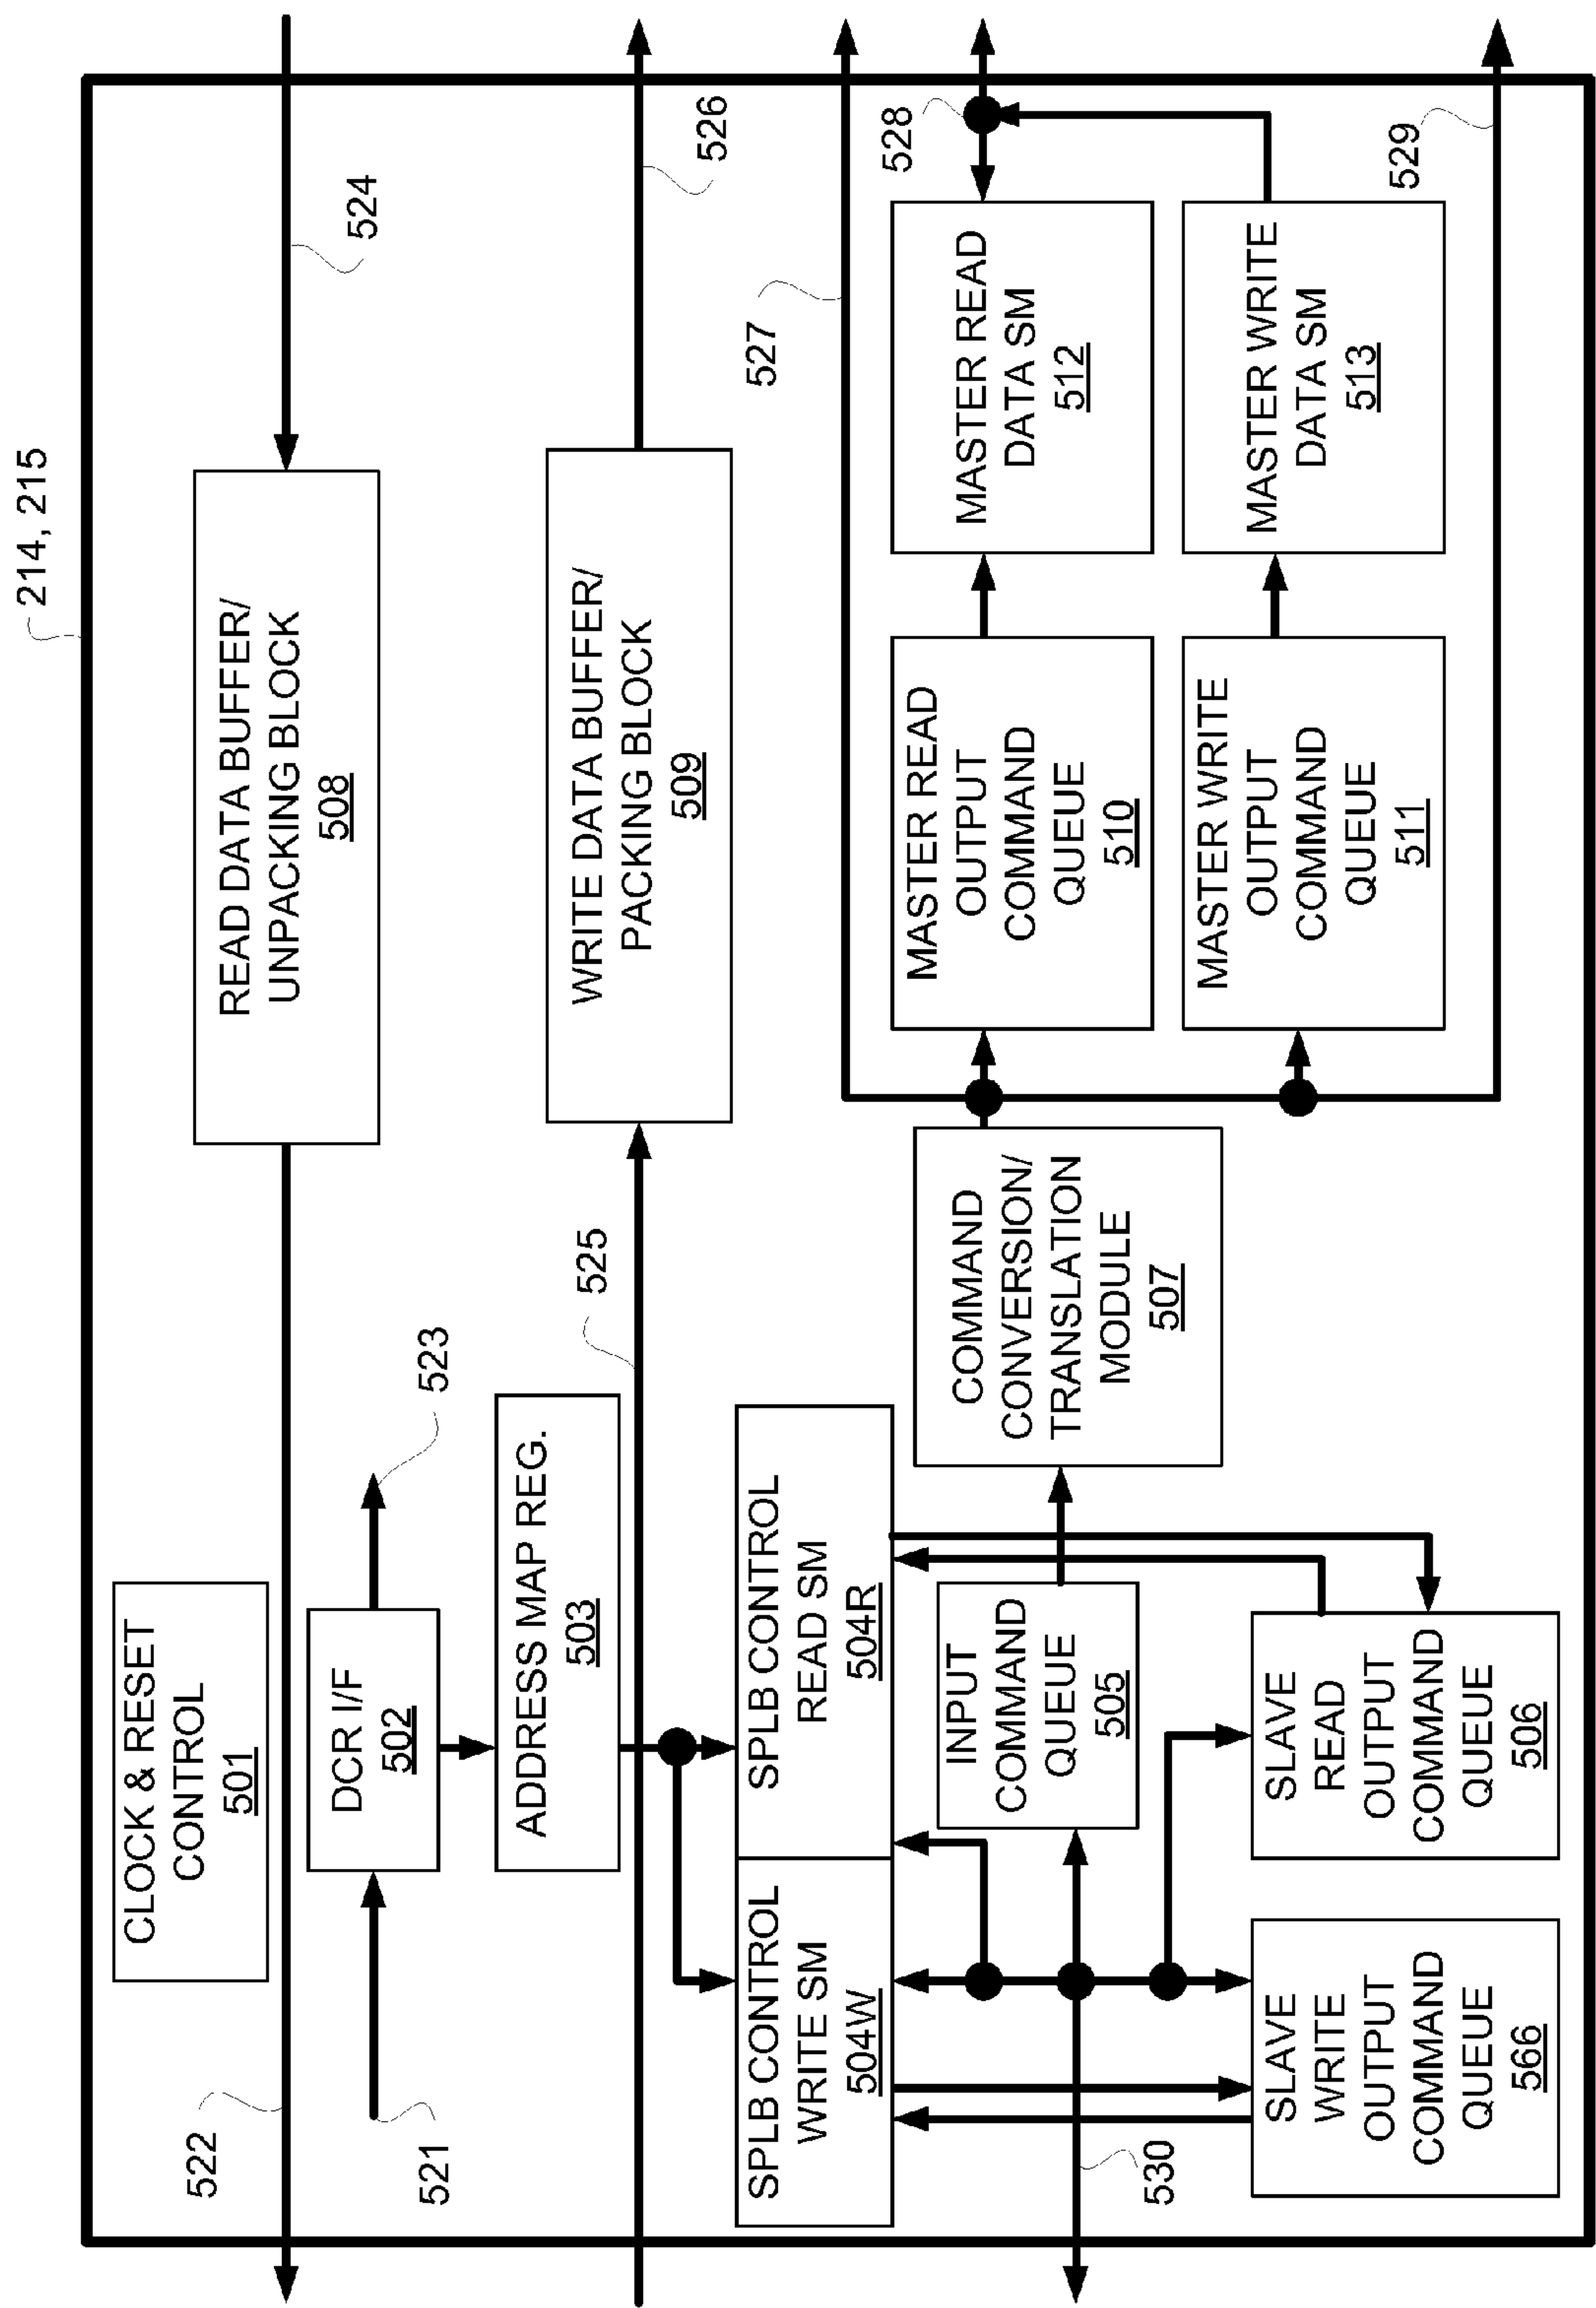 214, 215
CLOCK & RESET
CONTROL
501
READ DATA BUFFER/
UNPACKING BLOCK
508
522
524
521
DCR I/F
502
523
ADDRESS MAP REG.
503
525
WRITE DATA BUFFER/
PACKING BLOCK
509
526
527
SPLB CONTROL
WRITE SM
504W
SPLB CONTROL
READ SM
504R
530
INPUT
COMMAND
QUEUE
505
SLAVE
WRITE
OUTPUT
COMMAND
QUEUE
566
SLAVE
READ
OUTPUT
COMMAND
QUEUE
506
COMMAND
CONVERSION/
TRANSLATION
MODULE
507
MASTER READ
OUTPUT
COMMAND
QUEUE
510
MASTER READ
DATA SM
512
528
MASTER WRITE
OUTPUT
COMMAND
QUEUE
511
MASTER WRITE
DATA SM
513
529